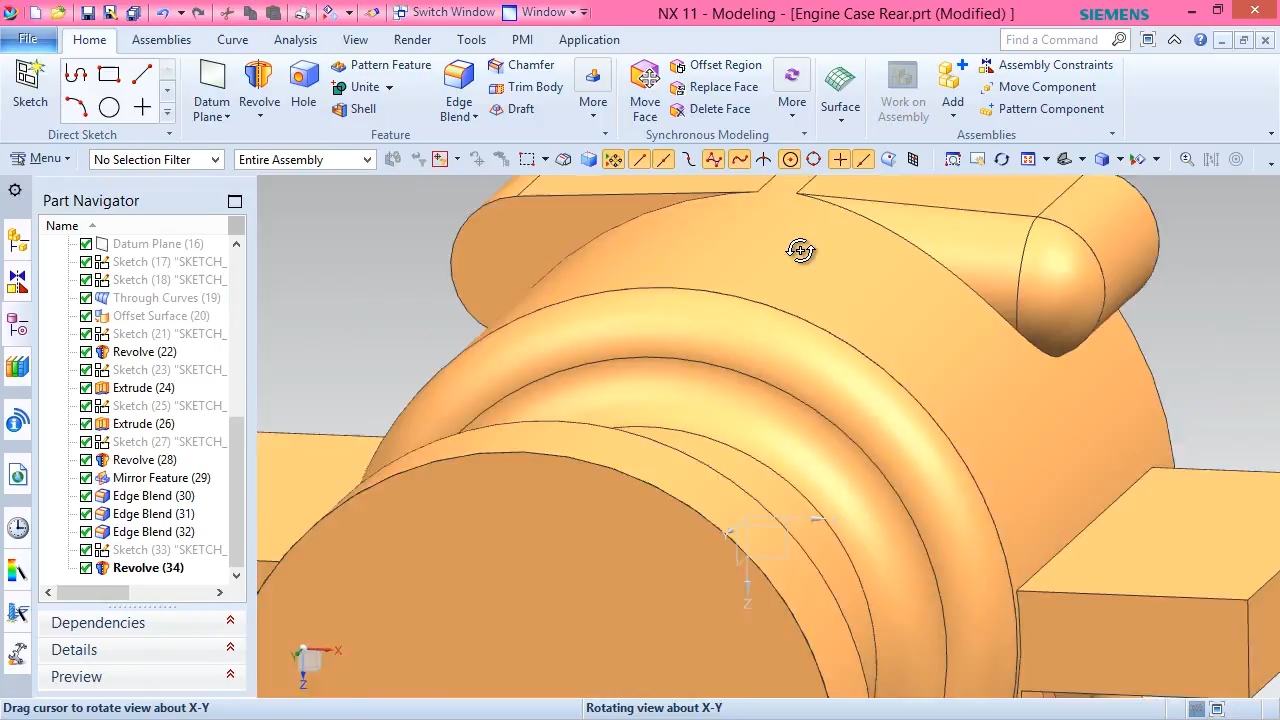 Switch Window
Window
NX 11 - Modeling - [Engine Case Rear.prt (Modified) ]
SIEMENS
File
Home
Assemblies
Curve
Analysis
View
Render
Tools
PMI
Application
Find a Command
Sketch
Direct Sketch
Datum Plane
Revolve
Hole
Pattern Feature
Unite
Shell
Edge Blend
Chamfer
Trim Body
Draft
More
Feature
Move Face
Offset Region
Replace Face
Delete Face
More
Synchronous Modeling
Surface
Work on Assembly
Add
Assembly Constraints
Move Component
Pattern Component
Assemblies
Menu
No Selection Filter
Entire Assembly
Part Navigator
Name
Datum Plane (16)
Sketch (17) "SKETCH_
Sketch (18) "SKETCH_
Through Curves (19)
Offset Surface (20)
Sketch (21) "SKETCH_
Revolve (22)
Sketch (23) "SKETCH_
Extrude (24)
Sketch (25) "SKETCH_
Extrude (26)
Sketch (27) "SKETCH_
Revolve (28)
Mirror Feature (29)
Edge Blend (30)
Edge Blend (31)
Edge Blend (32)
Sketch (33) "SKETCH_
Revolve (34)
Dependencies
Details
Preview
Z
X
Y
Z
Drag cursor to rotate view about X-Y
Rotating view about X-Y